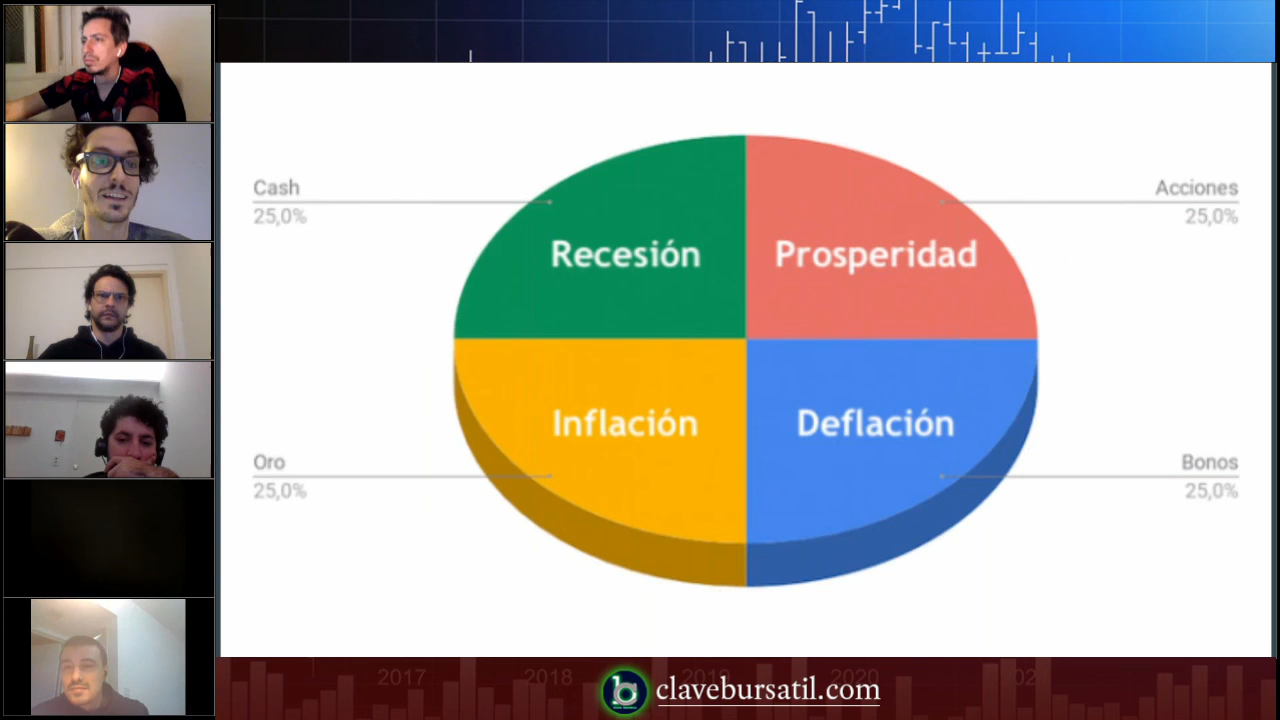 Cash
25,0%
Acciones
25,0%
Recesión
Prosperidad
Inflación
Deflación
Oro
25,0%
Bonos
25,0%
2017
2018
2019
2020
clavebursatil.com